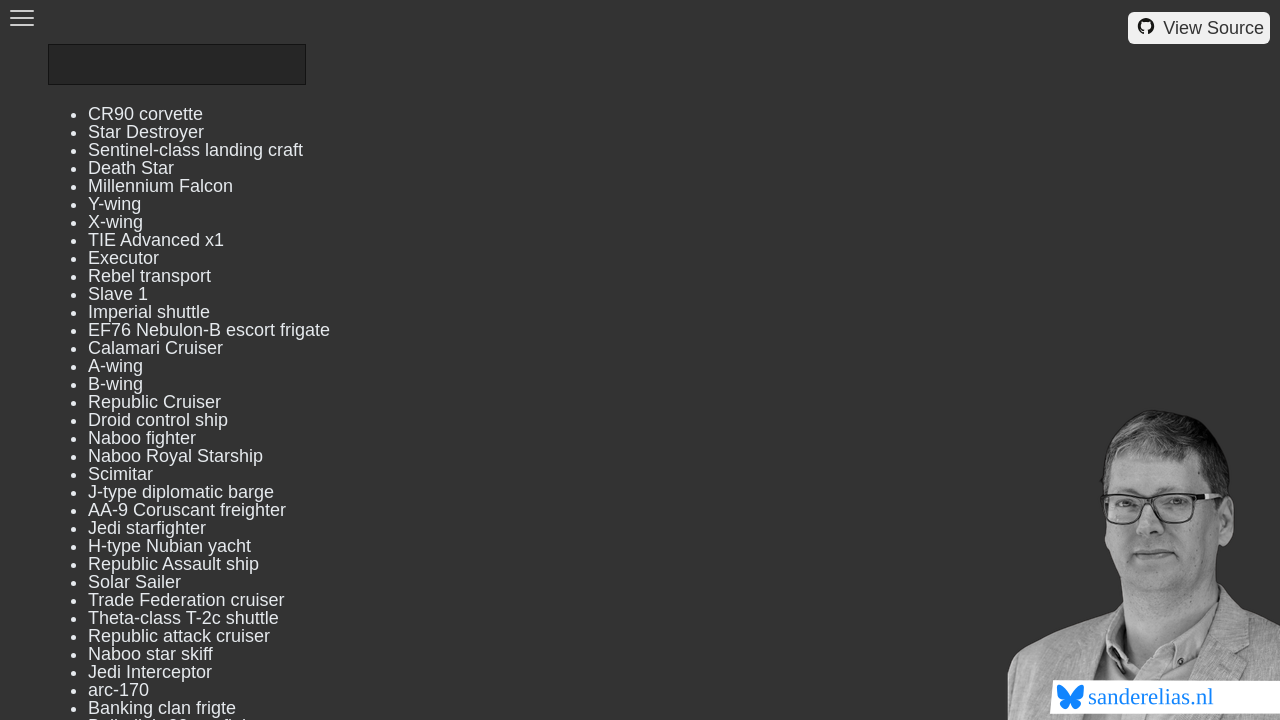 View Source
CR90 corvette
Star Destroyer
Sentinel-class landing craft
Death Star
Millennium Falcon
Y-wing
X-wing
TIE Advanced x1
Executor
Rebel transport
Slave 1
Imperial shuttle
EF76 Nebulon-B escort frigate
Calamari Cruiser
A-wing
B-wing
Republic Cruiser
Droid control ship
Naboo fighter
Naboo Royal Starship
Scimitar
J-type diplomatic barge
AA-9 Coruscant freighter
Jedi starfighter
H-type Nubian yacht
Republic Assault ship
Solar Sailer
Trade Federation cruiser
Theta-class T-2c shuttle
Republic attack cruiser
Naboo star skiff
Jedi Interceptor
arc-170
Banking clan frigte
sanderelias.nl